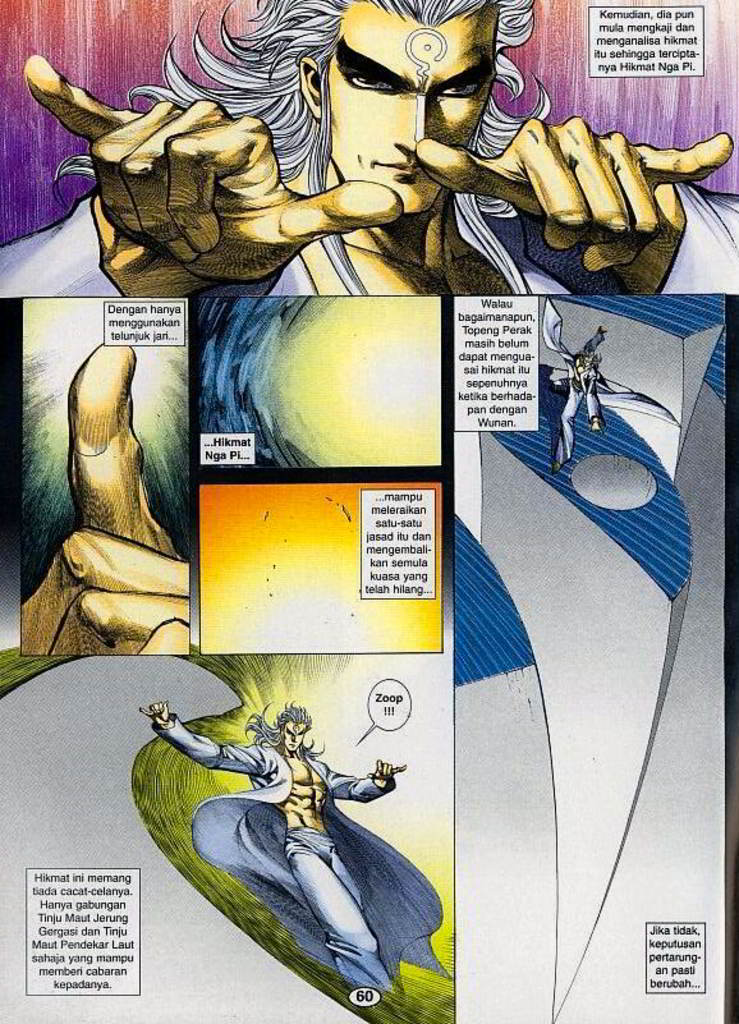 Kemudian, dia pun
mula mengkaji dan
menganalisa hikmat
itu sehingga tercipta-
nya Hikmat Nga Pi.
Dengan hanya
menggunakan
telunjuk jari...
...Hikmat
Nga Pi...
...mampu
meleraikan
satu-satu
jasad itu dan
mengembali-
kan semula
kuasa yang
telah hilang...
Walau
bagaimanapun,
Topeng Perak
masih belum
dapat mengua-
sai hikmat itu
sepenuhnya
ketika berhada-
pan dengan
Wunan.
Zoop
!!!
Hikmat ini memang
tiada cacat-celanya.
Hanya gabungan
Tinju Maut Jerung
Gergasi dan Tinju
Maut Pendekar Laut
sahaja yang mampu
memberi cabaran
kepadanya.
Jika tidak,
keputusan
pertarung-
an pasti
berubah...
60